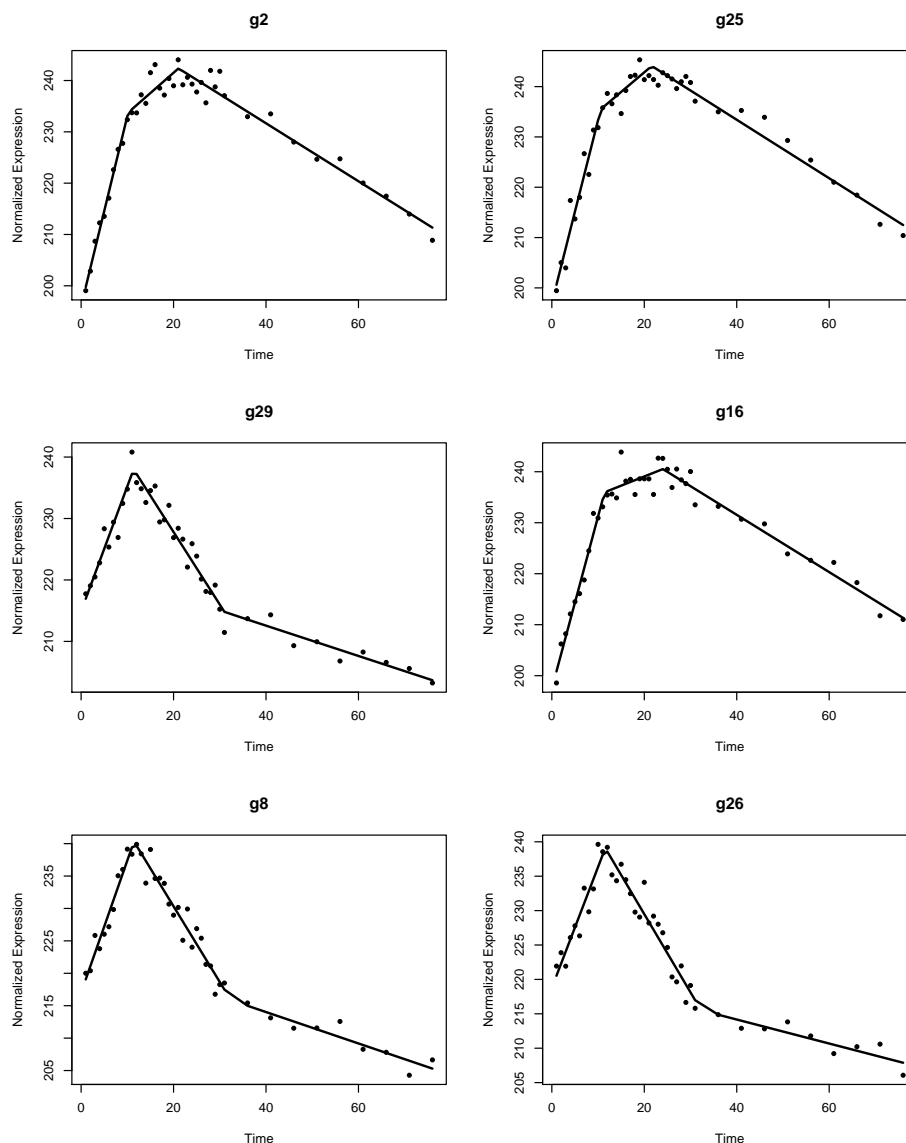 g2
Normalized Expression
200 210 220 230 240
0 20 40 60
Time
g25
Normalized Expression
200 210 220 230 240
0 20 40 60
Time
g29
Normalized Expression
210 220 230 240
0 20 40 60
Time
g16
Normalized Expression
200 210 220 230 240
0 20 40 60
Time
g8
Normalized Expression
205 215 225 235
0 20 40 60
Time
g26
Normalized Expression
205 210 215 220 225 230 235 240
0 20 40 60
Time